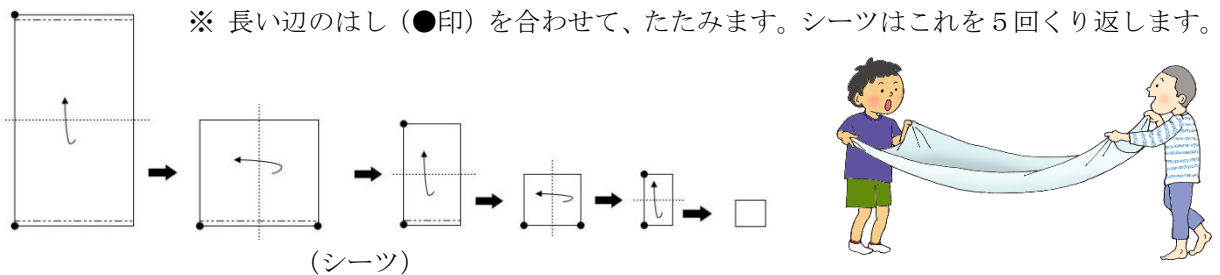 ※ 長い辺のはし（●印）を合わせて、たたみます。シーツはこれを５回くり返します。
（シーツ）